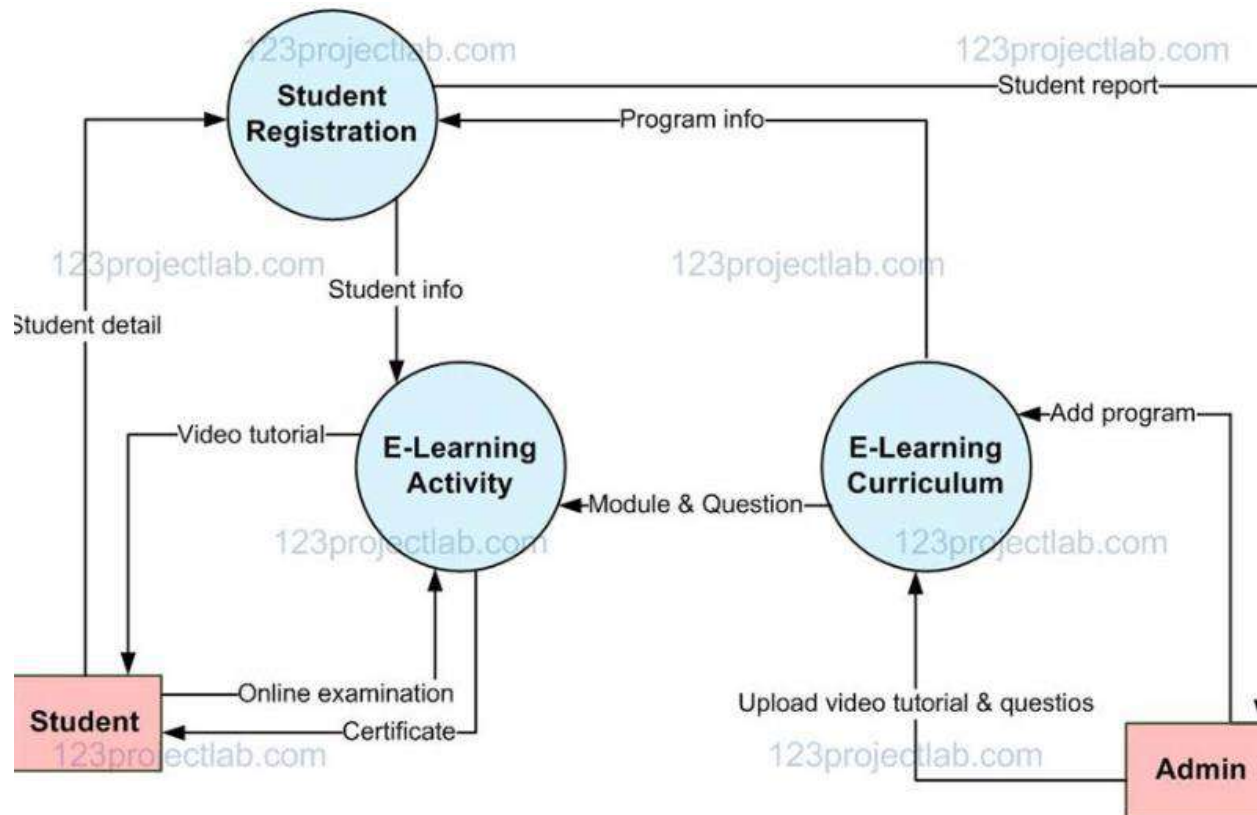 123projectlab.com
123projectlab.com
Student
Registration
Student report
Program info
123projectlab.com
123projectlab.com
Student info
Student detail
Video tutorial
E-Learning
Activity
E-Learning
Curriculum
Add program
Module & Question
123projectlab.com
123projectlab.com
Online examination
Certificate
Student
123projectlab.com
Upload video tutorial & questios
123projectlab.com
Admin